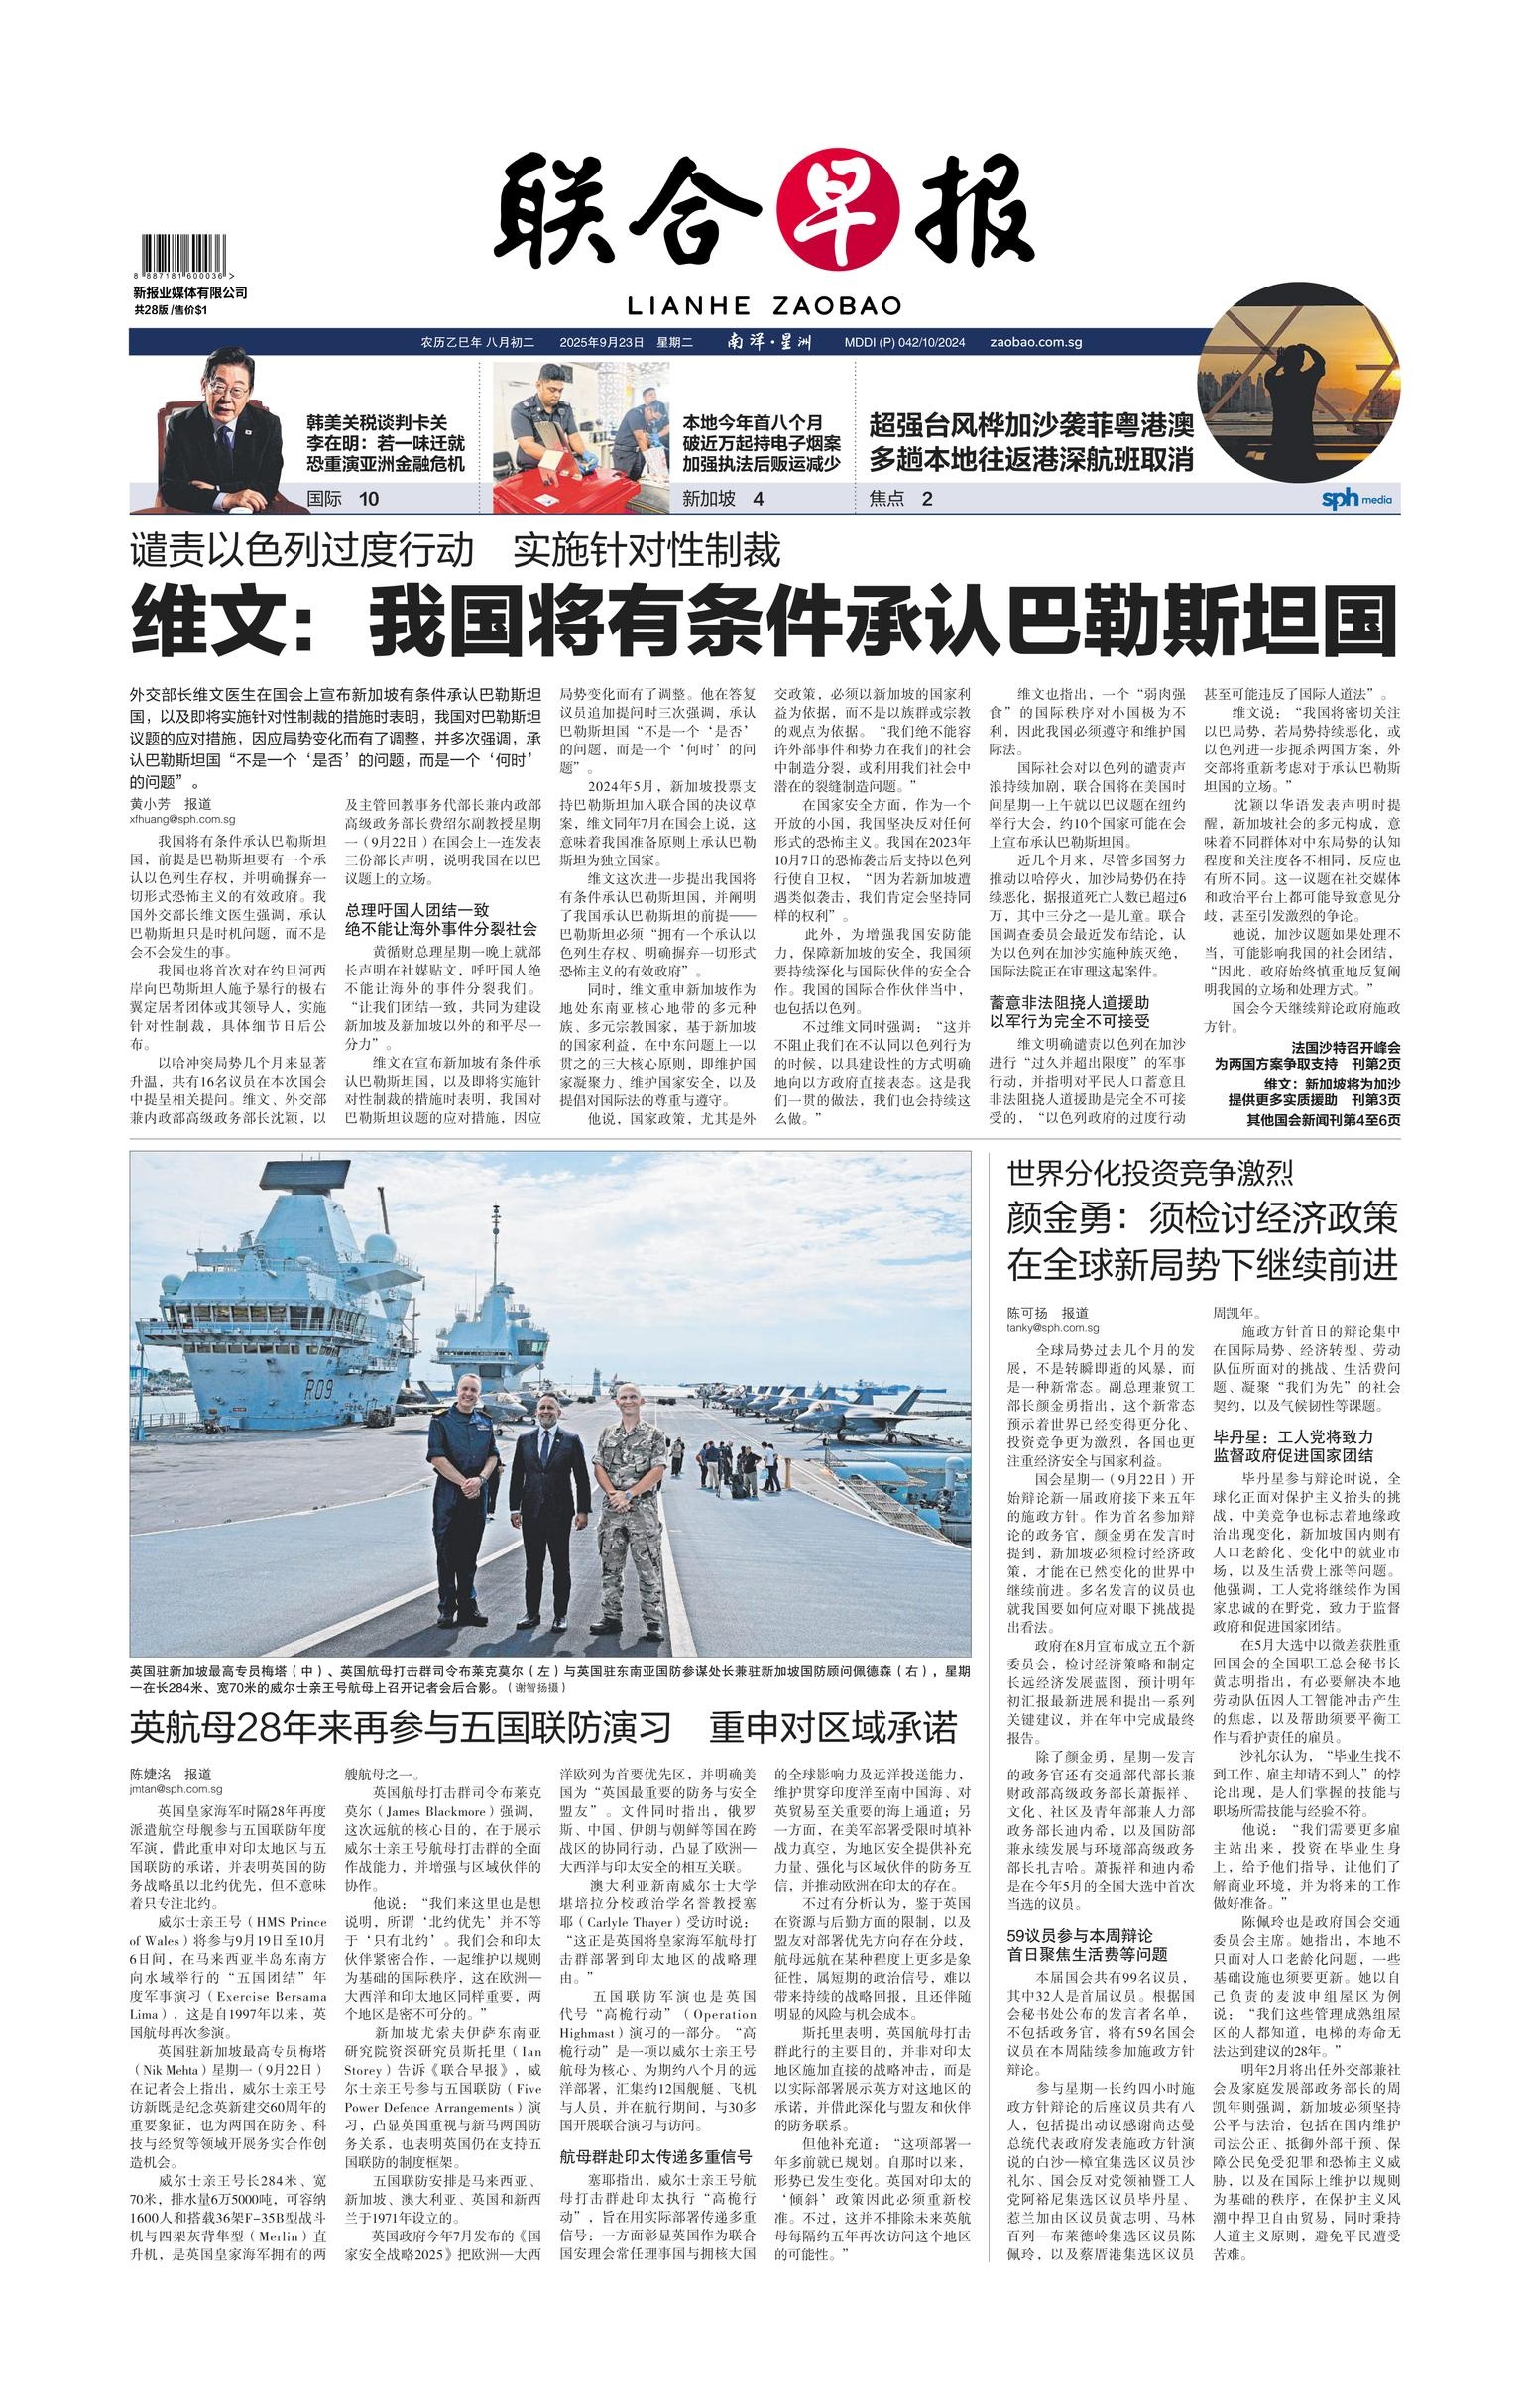 联合早报
LIANHE ZAOBAO
8 887181 600036 >
新报业媒体有限公司
共28版 /售价$1
农历乙巳年 八月初二 2025年9月23日 星期二 南洋·星洲 MDDI (P) 042/10/2024 zaobao.com.sg
韩美关税谈判卡关
李在明：若一味迁就
恐重演亚洲金融危机
国际 10
本地今年首八个月
破近万起持电子烟案
加强执法后贩运减少
新加坡 4
超强台风桦加沙袭菲粤港澳
多趟本地往返港深航班取消
焦点 2
sph media
谴责以色列过度行动 实施针对性制裁
维文：我国将有条件承认巴勒斯坦国
外交部长维文医生在国会上宣布新加坡有条件承认巴勒斯坦
国，以及即将实施针对性制裁的措施时表明，我国对巴勒斯坦
议题的应对措施，因应局势变化而有了调整，并多次强调，承
认巴勒斯坦国“不是一个‘是否’的问题，而是一个‘何时’
的问题”。
黄小芳 报道
xfhuang@sph.com.sg
我国将有条件承认巴勒斯坦
国，前提是巴勒斯坦要有一个承
认以色列生存权，并明确摒弃一
切形式恐怖主义的有效政府。我
国外交部长维文医生强调，承认
巴勒斯坦只是时机问题，而不是
会不会发生的事。
我国也将首次对在约旦河西
岸向巴勒斯坦人施予暴行的极右
翼定居者团体或其领导人，实施
针对性制裁，具体细节日后公
布。
以哈冲突局势几个月来显著
升温，共有16名议员在本次国会
中提呈相关提问。维文、外交部
兼内政部高级政务部长沈颖，以
及主管回教事务代部长兼内政部
高级政务部长费绍尔副教授星期
一（9月22日）在国会上一连发表
三份部长声明，说明我国在以巴
议题上的立场。
总理吁国人团结一致
绝不能让海外事件分裂社会
黄循财总理星期一晚上就部
长声明在社媒贴文，呼吁国人绝
不能让海外的事件分裂我们。
“让我们团结一致，共同为建设
新加坡及新加坡以外的和平尽一
分力”。
维文在宣布新加坡有条件承
认巴勒斯坦国，以及即将实施针
对性制裁的措施时表明，我国对
巴勒斯坦议题的应对措施，因应
局势变化而有了调整。他在答复
议员追加提问时三次强调，承认
巴勒斯坦国“不是一个‘是否’
的问题，而是一个‘何时’的问
题”。
2024年5月，新加坡投票支
持巴勒斯坦加入联合国的决议草
案，维文同年7月在国会上说，这
意味着我国准备原则上承认巴勒
斯坦为独立国家。
维文这次进一步提出我国将
有条件承认巴勒斯坦国，并阐明
了我国承认巴勒斯坦的前提——
巴勒斯坦必须“拥有一个承认以
色列生存权、明确摒弃一切形式
恐怖主义的有效政府”。
同时，维文重申新加坡作为
地处东南亚核心地带的多元种
族、多元宗教国家，基于新加坡
的国家利益，在中东问题上一以
贯之的三大核心原则，即维护国
家凝聚力、维护国家安全，以及
提倡对国际法的尊重与遵守。
他说，国家政策，尤其是外
交政策，必须以新加坡的国家利
益为依据，而不是以族群或宗教
的观点为依据。“我们绝不能容
许外部事件和势力在我们的社会
中制造分裂，或利用我们社会中
潜在的裂缝制造问题。”
在国家安全方面，作为一个
开放的小国，我国坚决反对任何
形式的恐怖主义。我国在2023年
10月7日的恐怖袭击后支持以色列
行使自卫权，“因为若新加坡遭
遇类似袭击，我们肯定会坚持同
样的权利”。
此外，为增强我国安防能
力，保障新加坡的安全，我国须
要持续深化与国际伙伴的安全合
作。我国的国际合作伙伴当中，
也包括以色列。
不过维文同时强调：“这并
不阻止我们在不认同以色列行为
的时候，以具建设性的方式明确
地向以方政府直接表态。这是我
们一贯的做法，我们也会持续这
么做。”
维文也指出，一个“弱肉强
食”的国际秩序对小国极为不
利，因此我国必须遵守和维护国
际法。
国际社会对以色列的谴责声
浪持续加剧，联合国将在美国时
间星期一上午就以巴议题在纽约
举行大会，约10个国家可能在会
上宣布承认巴勒斯坦国。
近几个月来，尽管多国努力
推动以哈停火，加沙局势仍在持
续恶化，据报道死亡人数已超过6
万，其中三分之一是儿童。联合
国调查委员会最近发布结论，认
为以色列在加沙实施种族灭绝，
国际法院正在审理这起案件。
蓄意非法阻挠人道援助
以军行为完全不可接受
维文明确谴责以色列在加沙
进行“过久并超出限度”的军事
行动，并指明对平民人口蓄意且
非法阻挠人道援助是完全不可接
受的，“以色列政府的过度行动
甚至可能违反了国际人道法”。
维文说：“我国将密切关注
以巴局势，若局势持续恶化，或
以色列进一步扼杀两国方案，外
交部将重新考虑对于承认巴勒斯
坦国的立场。”
沈颖以华语发表声明时提
醒，新加坡社会的多元构成，意
味着不同群体对中东局势的认知
程度和关注度各不相同，反应也
有所不同。这一议题在社交媒体
和政治平台上都可能导致意见分
歧，甚至引发激烈的争论。
她说，加沙议题如果处理不
当，可能影响我国的社会团结，
“因此，政府始终慎重地反复阐
明我国的立场和处理方式。”
国会今天继续辩论政府施政
方针。
法国沙特召开峰会
为两国方案争取支持 刊第2页
维文：新加坡将为加沙
提供更多实质援助 刊第3页
其他国会新闻刊第4至6页
R09
英国驻新加坡最高专员梅塔（中）、英国航母打击群司令布莱克莫尔（左）与英国驻东南亚国防参谋处长兼驻新加坡国防顾问佩德森（右），星期
一在长284米、宽70米的威尔士亲王号航母上召开记者会后合影。（谢智扬摄）
英航母28年来再参与五国联防演习 重申对区域承诺
陈婕洺 报道
jmtan@sph.com.sg
英国皇家海军时隔28年再度
派遣航空母舰参与五国联防年度
军演，借此重申对印太地区与五
国联防的承诺，并表明英国的防
务战略虽以北约优先，但不意味
着只专注北约。
威尔士亲王号（HMS Prince
of Wales）将参与9月19日至10月
6日间，在马来西亚半岛东南方
向水域举行的“五国团结”年
度军事演习（Exercise Bersama
Lima），这是自1997年以来，英
国航母再次参演。
英国驻新加坡最高专员梅塔
（Nik Mehta）星期一（9月22日）
在记者会上指出，威尔士亲王号
访新既是纪念英新建交60周年的
重要象征，也为两国在防务、科
技与经贸等领域开展务实合作创
造机会。
威尔士亲王号长284米、宽
70米，排水量6万5000吨，可容纳
1600人和搭载36架F-35B型战斗
机与四架灰背隼型（Merlin）直
升机，是英国皇家海军拥有的两
艘航母之一。
英国航母打击群司令布莱克
莫尔（James Blackmore）强调，
这次远航的核心目的，在于展示
威尔士亲王号航母打击群的全面
作战能力，并增强与区域伙伴的
协作。
他说：“我们来这里也是想
说明，所谓‘北约优先’并不等
于‘只有北约’。我们会和印太
伙伴紧密合作，一起维护以规则
为基础的国际秩序，这在欧洲—
大西洋和印太地区同样重要，两
个地区是密不可分的。”
新加坡尤索夫伊萨东南亚
研究院资深研究员斯托里（Ian
Storey）告诉《联合早报》，威
尔士亲王号参与五国联防（Five
Power Defence Arrangements）演
习，凸显英国重视与新马两国防
务关系，也表明英国仍在支持五
国联防的制度框架。
五国联防安排是马来西亚、
新加坡、澳大利亚、英国和新西
兰于1971年设立的。
英国政府今年7月发布的《国
家安全战略2025》把欧洲—大西
洋欧列为首要优先区，并明确美
国为“英国最重要的防务与安全
盟友”。文件同时指出，俄罗
斯、中国、伊朗与朝鲜等国在跨
战区的协同行动，凸显了欧洲—
大西洋与印太安全的相互关联。
澳大利亚新南威尔士大学
堪培拉分校政治学名誉教授塞
耶（Carlyle Thayer）受访时说：
“这正是英国将皇家海军航母打
击群部署到印太地区的战略理
由。”
五国联防军演也是英国
代号“高桅行动”（Operation
Highmast）演习的一部分。“高
桅行动”是一项以威尔士亲王号
航母为核心、为期约八个月的远
洋部署，汇集约12国舰艇、飞机
与人员，并在航行期间，与30多
国开展联合演习与访问。
航母群赴印太传递多重信号
塞耶指出，威尔士亲王号航
母打击群赴印太执行“高桅行
动”，旨在用实际部署传递多重
信号：一方面彰显英国作为联合
国安理会常任理事国与拥核大国
的全球影响力及远洋投送能力，
维护贯穿印度洋至南中国海、对
英贸易至关重要的海上通道；另
一方面，在美军部署受限时填补
战力真空，为地区安全提供补充
力量、强化与区域伙伴的防务互
信，并推动欧洲在印太的存在。
不过有分析认为，鉴于英国
在资源与后勤方面的限制，以及
盟友对部署优先方向存在分歧，
航母远航在某种程度上更多是象
征性，属短期的政治信号，难以
带来持续的战略回报，且还伴随
明显的风险与机会成本。
斯托里表明，英国航母打击
群此行的主要目的，并非对印太
地区施加直接的战略冲击，而是
以实际部署展示英方对这地区的
承诺，并借此深化与盟友和伙伴
的防务联系。
但他补充道：“这项部署一
年多前就已规划。自那时以来，
形势已发生变化。英国对印太的
‘倾斜’政策因此必须重新校
准。不过，这并不排除未来英航
母每隔约五年再次访问这个地区
的可能性。”
世界分化投资竞争激烈
颜金勇：须检讨经济政策
在全球新局势下继续前进
陈可扬 报道
tanky@sph.com.sg
全球局势过去几个月的发
展，不是转瞬即逝的风暴，而
是一种新常态。副总理兼贸工
部长颜金勇指出，这个新常态
预示着世界已经变得更分化、
投资竞争更为激烈，各国也更
注重经济安全与国家利益。
国会星期一（9月22日）开
始辩论新一届政府接下来五年
的施政方针。作为首名参加辩
论的政务官，颜金勇在发言时
提到，新加坡必须检讨经济政
策，才能在已然变化的世界中
继续前进。多名发言的议员也
就我国要如何应对眼下挑战提
出看法。
政府在8月宣布成立五个新
委员会，检讨经济策略和制定
长远经济发展蓝图，预计明年
初汇报最新进展和提出一系列
关键建议，并在年中完成最终
报告。
除了颜金勇，星期一发言
的政务官还有交通部代部长兼
财政部高级政务部长萧振祥、
文化、社区及青年部兼人力部
政务部长迪内希，以及国防部
兼永续发展与环境部高级政务
部长扎吉哈。萧振祥和迪内希
是在今年5月的全国大选中首次
当选的议员。
59议员参与本周辩论
首日聚焦生活费等问题
本届国会共有99名议员，
其中32人是首届议员。根据国
会秘书处公布的发言者名单，
不包括政务官，将有59名国会
议员在本周陆续参加施政方针
辩论。
参与星期一长约四小时施
政方针辩论的后座议员共有八
人，包括提出动议感谢尚达曼
总统代表政府发表施政方针演
说的白沙—樟宜集选区议员沙
礼尔、国会反对党领袖暨工人
党阿裕尼集选区议员毕丹星、
惹兰加由区议员黄志明、马林
百列—布莱德岭集选区议员陈
佩玲，以及蔡厝港集选区议员
周凯年。
施政方针首日的辩论集中
在国际局势、经济转型、劳动
队伍所面对的挑战、生活费问
题、凝聚“我们为先”的社会
契约，以及气候韧性等课题。
毕丹星：工人党将致力
监督政府促进国家团结
毕丹星参与辩论时说，全
球化正面对保护主义抬头的挑
战，中美竞争也标志着地缘政
治出现变化，新加坡国内则有
人口老龄化、变化中的就业市
场，以及生活费上涨等问题。
他强调，工人党将继续作为国
家忠诚的在野党，致力于监督
政府和促进国家团结。
在5月大选中以微差获胜重
回国会的全国职工总会秘书长
黄志明指出，有必要解决本地
劳动队伍因人工智能冲击产生
的焦虑，以及帮助须要平衡工
作与看护责任的雇员。
沙礼尔认为，“毕业生找不
到工作、雇主却请不到人”的悖
论出现，是人们掌握的技能与
职场所需技能与经验不符。
他说：“我们需要更多雇
主站出来，投资在毕业生身
上，给予他们指导，让他们了
解商业环境，并为将来的工作
做好准备。”
陈佩玲也是政府国会交通
委员会主席。她指出，本地不
只面对人口老龄化问题，一些
基础设施也须要更新。她以自
己负责的麦波申组屋区为例
说：“我们这些管理成熟组屋
区的人都知道，电梯的寿命无
法达到建议的28年。”
明年2月将出任外交部兼社
会及家庭发展部政务部长的周
凯年则强调，新加坡必须坚持
公平与法治，包括在国内维护
司法公正、抵御外部干预、保
障公民免受犯罪和恐怖主义威
胁，以及在国际上维护以规则
为基础的秩序，在保护主义风
潮中捍卫自由贸易，同时秉持
人道主义原则，避免平民遭受
苦难。